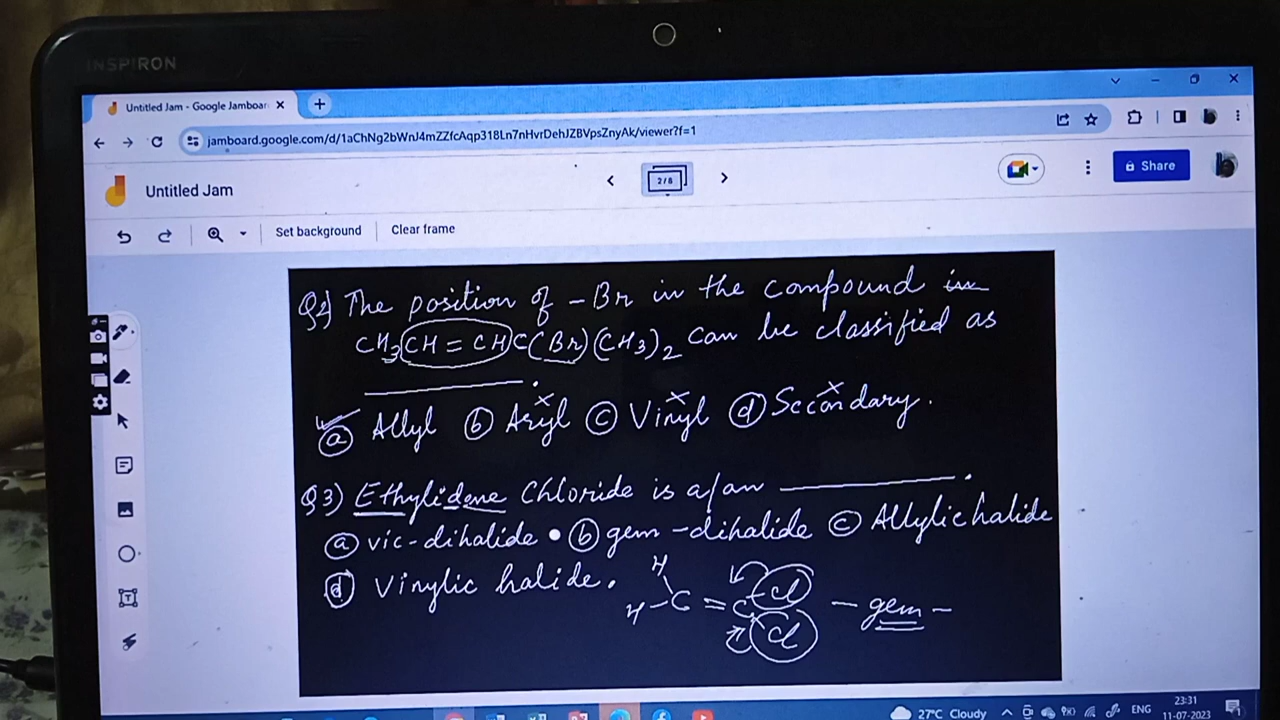 INSPIRON
Untitled Jam - Google Jamboar
jamboard.google.com/d/1aChNg2bWnJ4mZZfcAqp318Ln7nHvrDehJZBVpsZnyAk/viewer?f=1
Untitled Jam
2/8
Share
Set background
Clear frame
Q2) The position of -Br in the compound in
CH3CH=CHC(Br)(CH3)2 can be classified as
________.
(a) Allyl (b) Aryl (c) Vinyl (d) Secondary.
Q3) Ethylidene Chloride is a/an ________.
(a) vic-dihalide (b) gem-dihalide (c) Allylic halide
(d) Vinylic halide.
H
H-C=C
Cl
Cl
-gem-
27°C Cloudy
ENG
23:31
11-07-2023